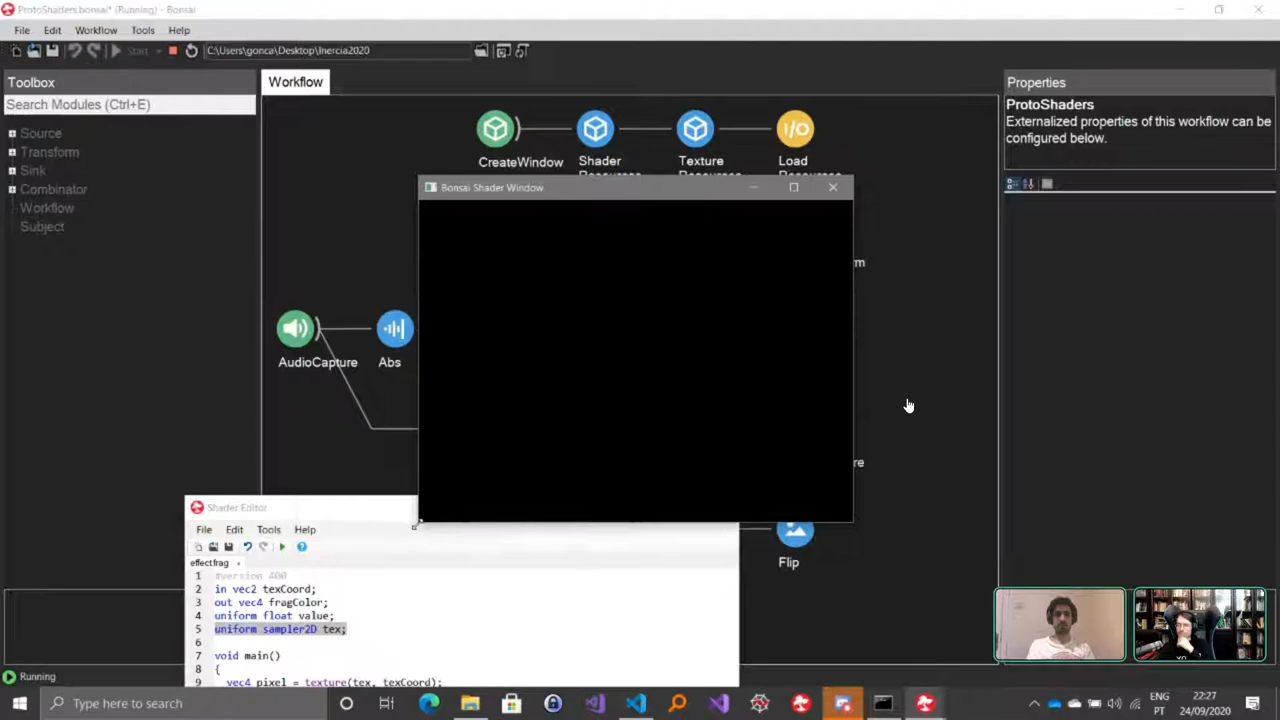 ProtoShaders.bonsai* (Running) - Bonsai
File Edit Workflow Tools Help
Start C:\Users\gonca\Desktop\Inercia2020
Toolbox
Search Modules (Ctrl+E)
Source
Transform
Sink
Combinator
Workflow
Subject
Workflow
CreateWindow
Shader
Texture
Load
Bonsai Shader Window
AudioCapture
Abs
rm
re
Flip
Properties
ProtoShaders
Externalized properties of this workflow can be
configured below.
Shader Editor
File Edit Tools Help
effect.frag
1 #version 400
2 in vec2 texCoord;
3 out vec4 fragColor;
4 uniform float value;
5 uniform sampler2D tex;
6
7 void main()
8 {
9 vec4 pixel = texture(tex, texCoord);
Running
Type here to search
ENG
PT
22:27
24/09/2020